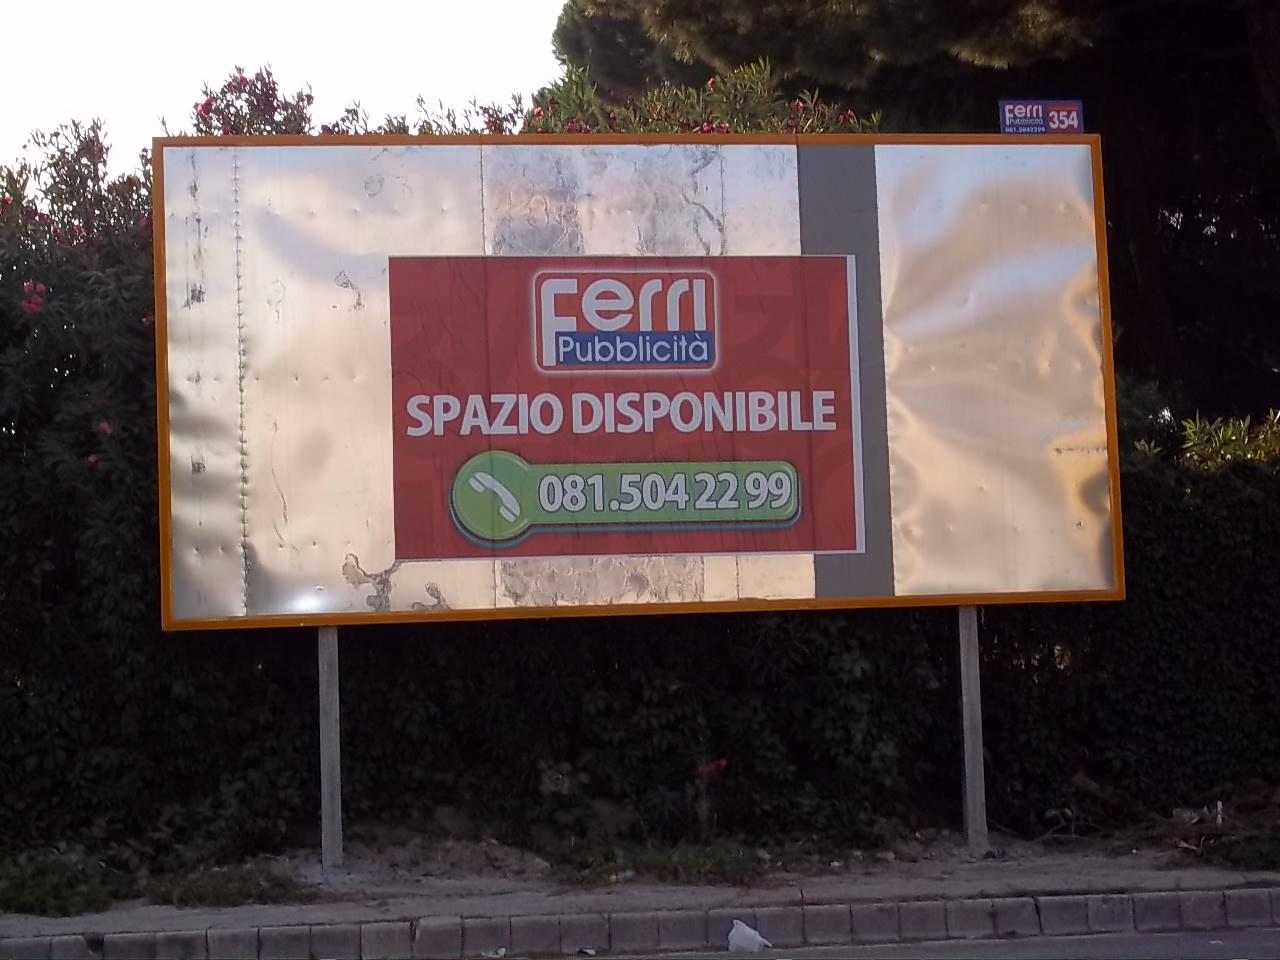 Ferri
Pubblicità
081.5042299
354
Ferri
Pubblicità
SPAZIO DISPONIBILE
081.504 22 99